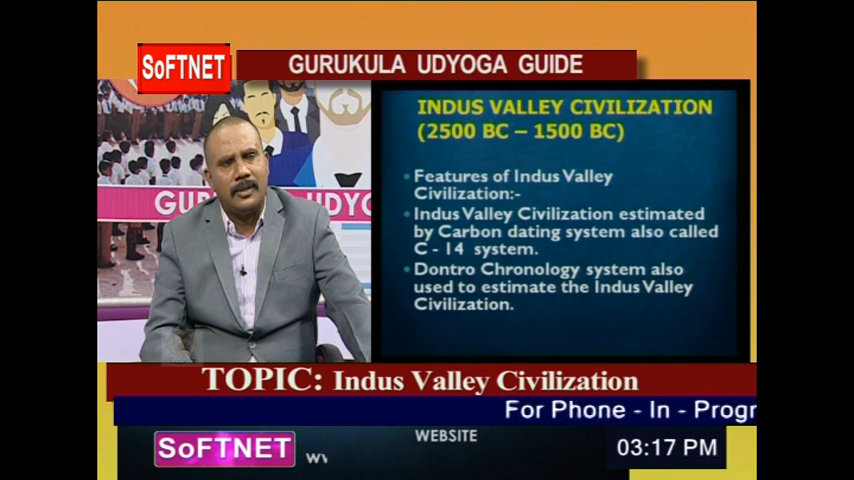 SoFTNET
GURUKULA UDYOGA GUIDE
INDUS VALLEY CIVILIZATION
(2500 BC – 1500 BC)
• Features of Indus Valley
Civilization:-
• Indus Valley Civilization estimated
by Carbon dating system also called
C - 14 system.
• Dontro Chronology system also
used to estimate the Indus Valley
Civilization.
TOPIC: Indus Valley Civilization
For Phone - In - Progr
SoFTNET
WEBSITE
03:17 PM